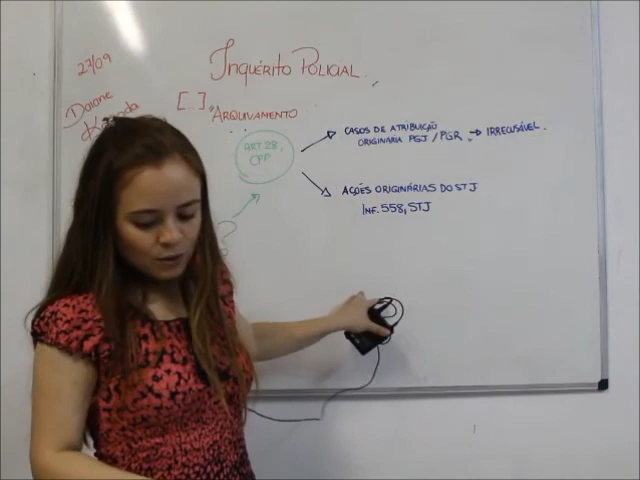 27/09
INQUÉRITO POLICIAL.
Daiane
[...]
ARQUIVAMENTO
ART 28,
CPP
?
CASOS DE ATRIBUIÇÃO
ORIGINÁRIA PGJ / PGR. → IRRECUSÁVEL.
AÇÕES ORIGINÁRIAS DO STJ
INF. 558, STJ